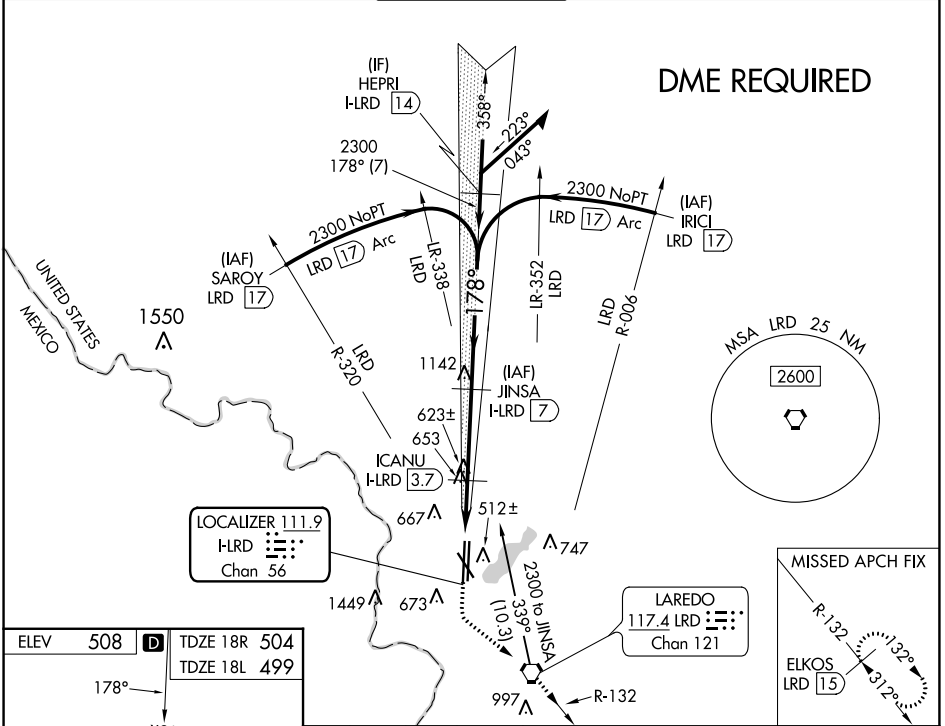 DME REQUIRED
(IF)
HEPRI
I-LRD 14
358°
223°
043°
2300
178° (7)
2300 NoPT
LRD 17 Arc
2300 NoPT
LRD 17 Arc
(IAF)
IRICI
LRD 17
(IAF)
SAROY
LRD 17
LR-338
LRD
178°
LR-352
LRD
LRD
R-006
LRD
R-320
UNITED STATES
MEXICO
1550
1142
(IAF)
JINSA
I-LRD 7
623±
653
ICANU
I-LRD 3.7
667
512±
747
MSA LRD 25 NM
2600
LOCALIZER 111.9
I-LRD
Chan 56
1449
673
2300 to JINSA
339°
(10.3)
LAREDO
117.4 LRD
Chan 121
997
R-132
MISSED APCH FIX
R-132
132°
312°
ELKOS
LRD 15
ELEV 508 D TDZE 18R 504
TDZE 18L 499
178°